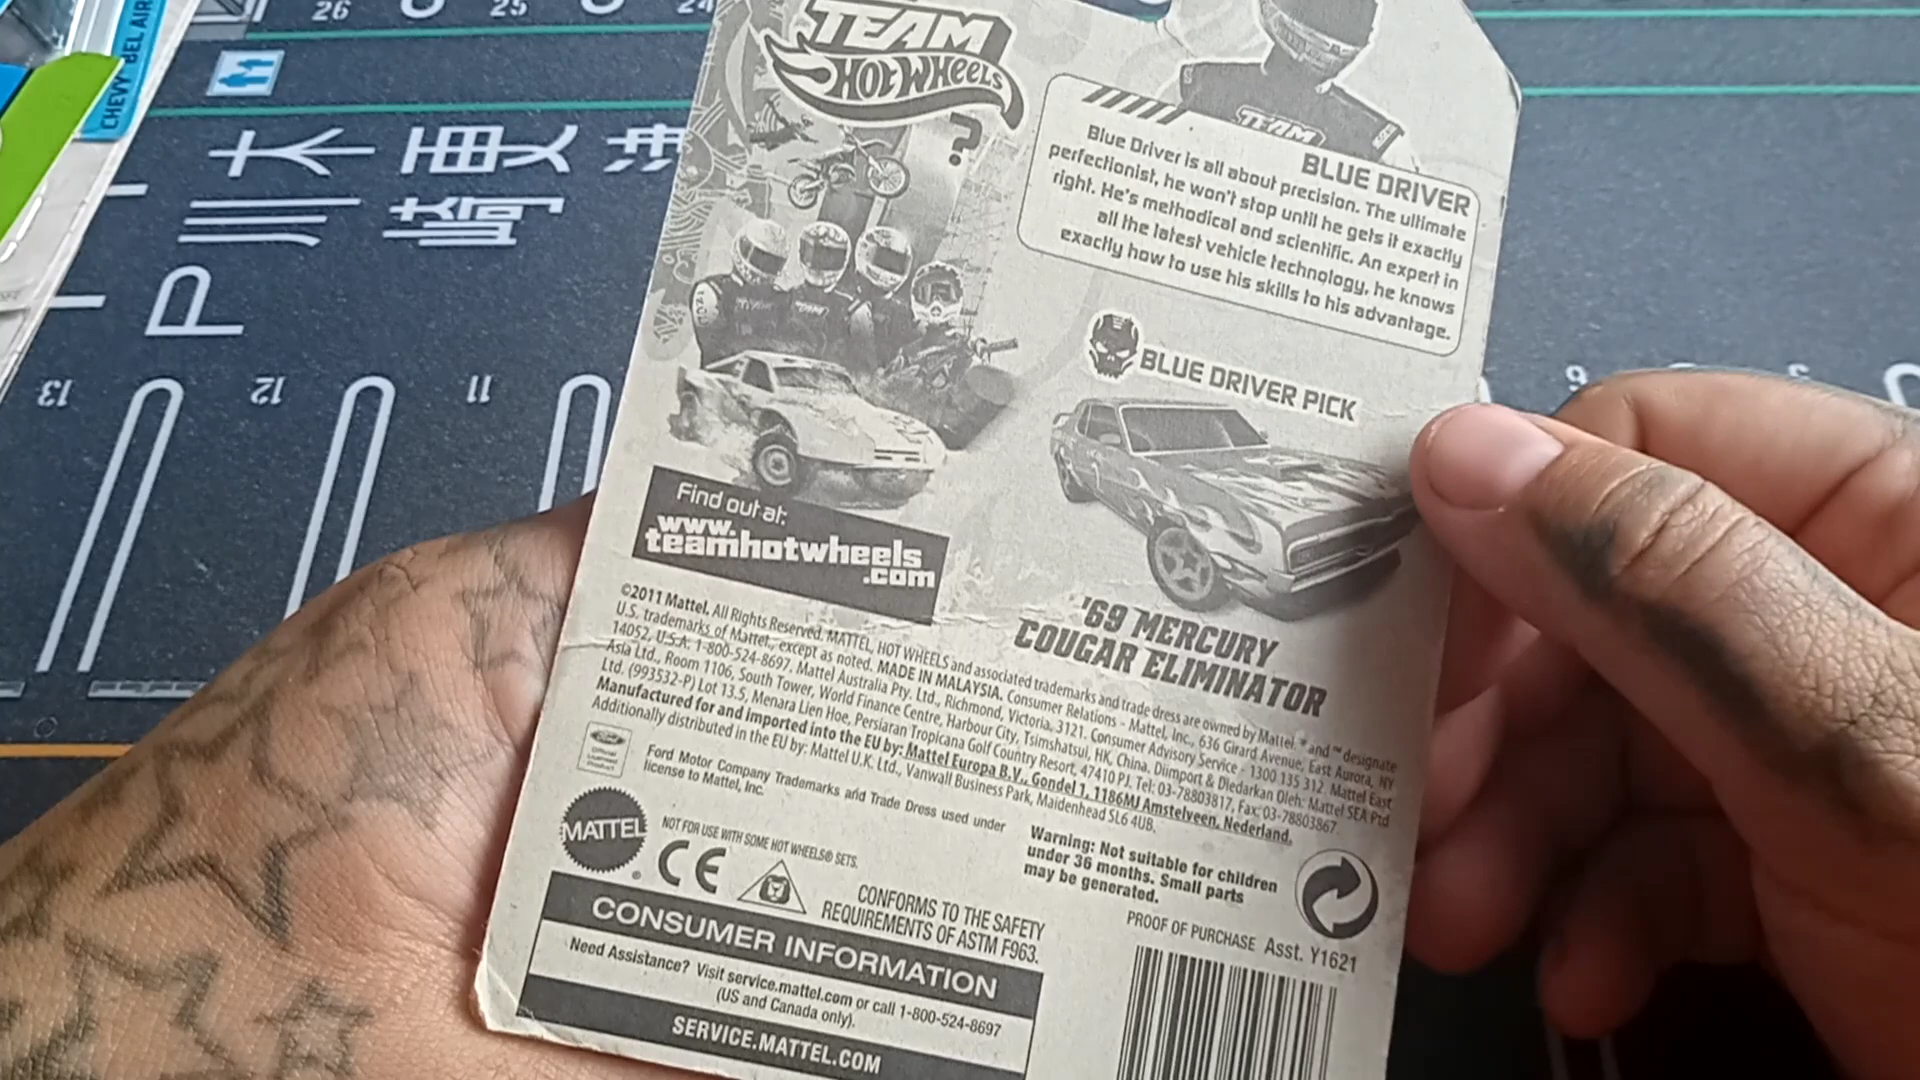 26
25
24
CHEVY BEL AIR
TEAM
HOT WHEELS
?
TEAM
BLUE DRIVER
Blue Driver is all about precision. The ultimate
perfectionist, he won't stop until he gets it exactly
right. He's methodical and scientific. An expert in
all the latest vehicle technology, he knows
exactly how to use his skills to his advantage.
大黒
川崎
P
13
12
11
9
BLUE DRIVER PICK
Find out at:
www.
teamhotwheels
.com
'69 MERCURY
COUGAR ELIMINATOR
©2011 Mattel. All Rights Reserved. MATTEL, HOT WHEELS and associated trademarks and trade dress are owned by Mattel. ® and ™ designate
U.S. trademarks of Mattel, except as noted. MADE IN MALAYSIA. Consumer Relations - Mattel, Inc., 636 Girard Avenue, East Aurora, NY
14052, U.S.A. 1-800-524-8697. Mattel Australia Pty. Ltd., Richmond, Victoria, 3121. Consumer Advisory Service - 1300 135 312. Mattel East
Asia Ltd., Room 1106, South Tower, World Finance Centre, Harbour City, Tsimshatsui, HK, China. Diimport & Diedarkan Oleh: Mattel SEA Ptd
Ltd. (993532-P) Lot 13.5, Menara Lien Hoe, Persiaran Tropicana Golf Country Resort, 47410 PJ. Tel: 03-78803817, Fax: 03-78803867.
Manufactured for and imported into the EU by: Mattel Europa B.V., Gondel 1, 1186MJ Amstelveen, Nederland.
Additionally distributed in the EU by: Mattel U.K. Ltd., Vanwall Business Park, Maidenhead SL6 4UB.
Ford
Official
Licensed
Product
Ford Motor Company Trademarks and Trade Dress used under
license to Mattel, Inc.
MATTEL
®
NOT FOR USE WITH SOME HOT WHEELS® SETS.
CE
CONFORMS TO THE SAFETY
REQUIREMENTS OF ASTM F963.
Warning: Not suitable for children
under 36 months. Small parts
may be generated.
PROOF OF PURCHASE Asst. Y1621
CONSUMER INFORMATION
Need Assistance? Visit service.mattel.com or call 1-800-524-8697
(US and Canada only).
SERVICE.MATTEL.COM